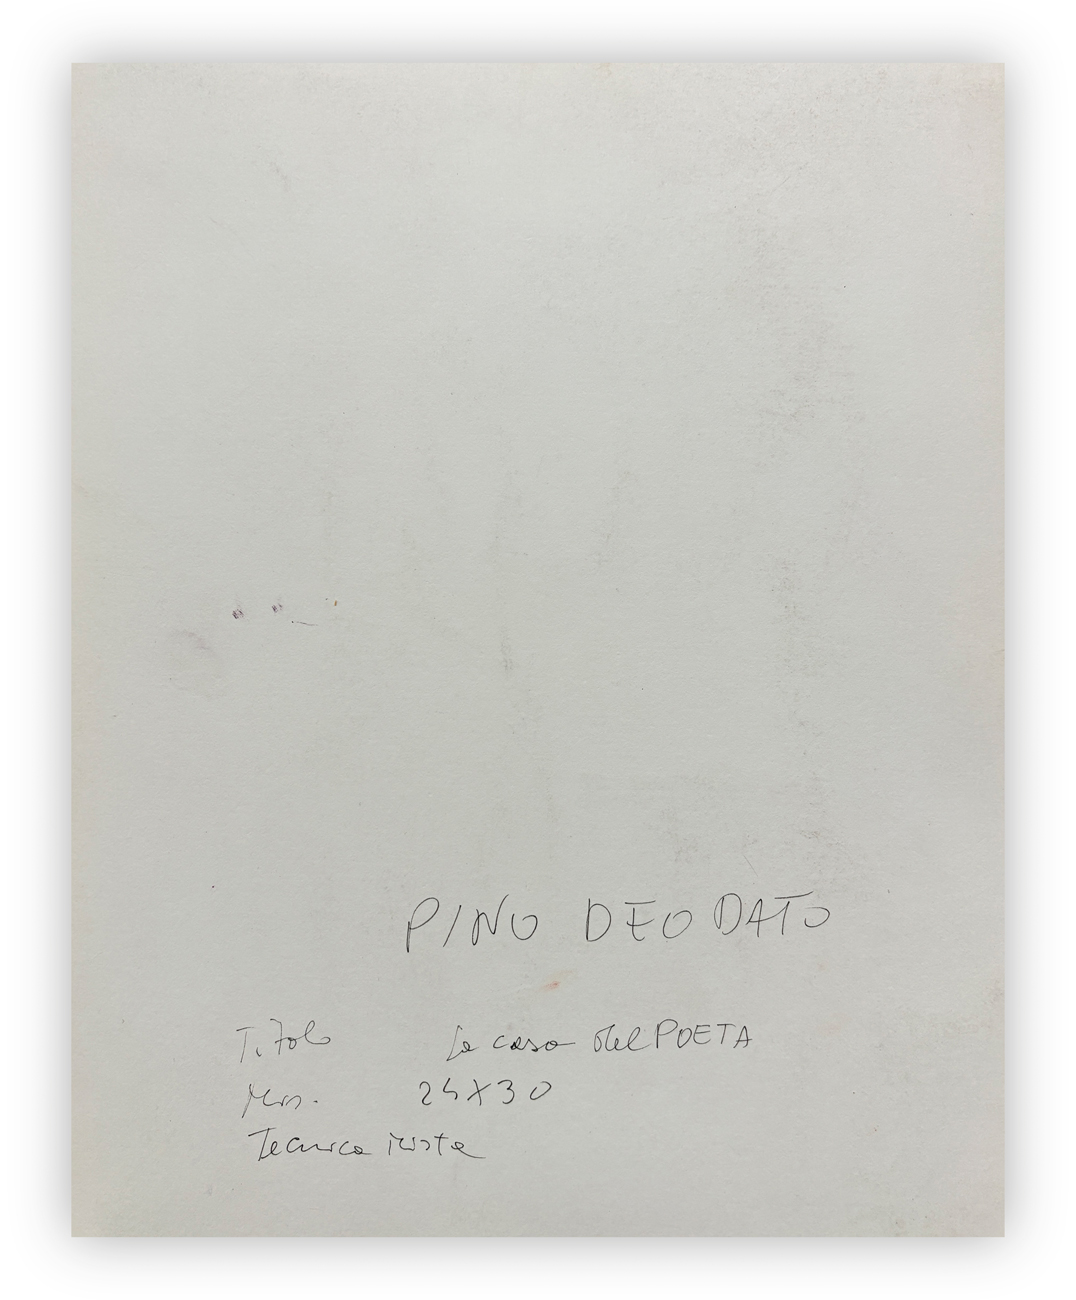 PINO DEODATO
Titolo La casa del POETA
Mis. 24X30
Tecnica mista